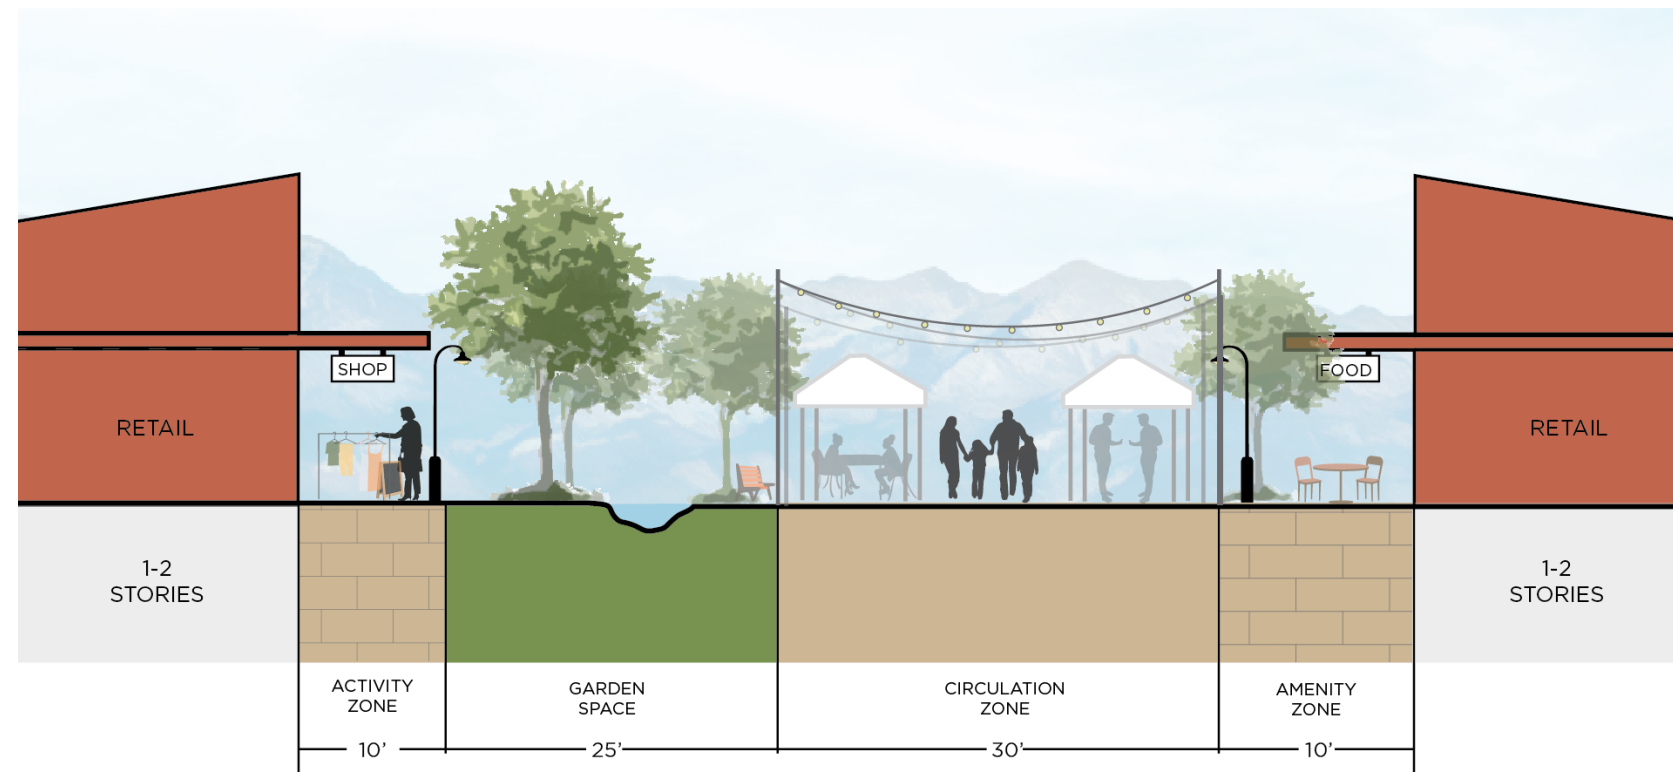 SHOP
FOOD
RETAIL
RETAIL
1-2
STORIES
1-2
STORIES
ACTIVITY
ZONE
GARDEN
SPACE
CIRCULATION
ZONE
AMENITY
ZONE
10'
25'
30'
10'